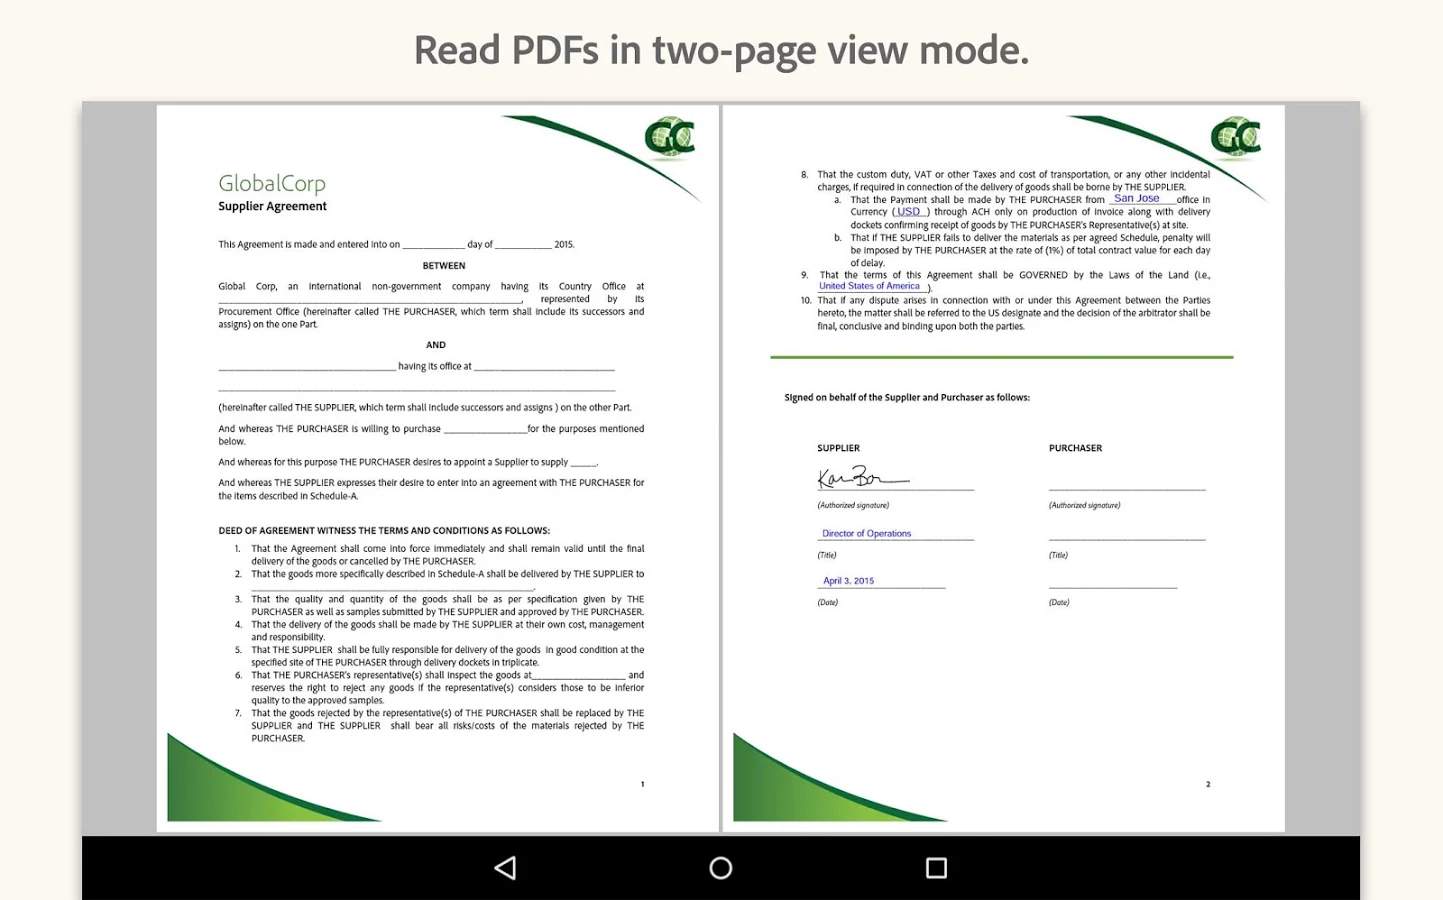 Read PDFs in two-page view mode.
GC
GlobalCorp
Supplier Agreement
This Agreement is made and entered into on _____________ day of ____________ 2015.
BETWEEN
Global Corp, an international non-government company having its Country Office at
________________________________________________________________, represented by its
Procurement Office (hereinafter called THE PURCHASER, which term shall include its successors and
assigns) on the one Part.
AND
_____________________________________ having its office at ______________________________
____________________________________________________________________________________
(hereinafter called THE SUPPLIER, which term shall include successors and assigns ) on the other Part.
And whereas THE PURCHASER is willing to purchase __________________for the purposes mentioned
below.
And whereas for this purpose THE PURCHASER desires to appoint a Supplier to supply ______.
And whereas THE SUPPLIER expresses their desire to enter into an agreement with THE PURCHASER for
the items described in Schedule-A.
DEED OF AGREEMENT WITNESS THE TERMS AND CONDITIONS AS FOLLOWS:
1. That the Agreement shall come into force immediately and shall remain valid until the final
delivery of the goods or cancelled by THE PURCHASER.
2. That the goods more specifically described in Schedule-A shall be delivered by THE SUPPLIER to
____________________________________________________________.
3. That the quality and quantity of the goods shall be as per specification given by THE
PURCHASER as well as samples submitted by THE SUPPLIER and approved by THE PURCHASER.
4. That the delivery of the goods shall be made by THE SUPPLIER at their own cost, management
and responsibility.
5. That THE SUPPLIER shall be fully responsible for delivery of the goods in good condition at the
specified site of THE PURCHASER through delivery dockets in triplicate.
6. That THE PURCHASER's representative(s) shall inspect the goods at____________________ and
reserves the right to reject any goods if the representative(s) considers those to be inferior
quality to the approved samples.
7. That the goods rejected by the representative(s) of THE PURCHASER shall be replaced by THE
SUPPLIER and THE SUPPLIER shall bear all risks/costs of the materials rejected by THE
PURCHASER.
1
GC
8. That the custom duty, VAT or other Taxes and cost of transportation, or any other incidental
charges, if required in connection of the delivery of goods shall be borne by THE SUPPLIER.
a. That the Payment shall be made by THE PURCHASER from San Jose office in
Currency ( USD ) through ACH only on production of invoice along with delivery
dockets confirming receipt of goods by THE PURCHASER's Representative(s) at site.
b. That if THE SUPPLIER fails to deliver the materials as per agreed Schedule, penalty will
be imposed by THE PURCHASER at the rate of (1%) of total contract value for each day
of delay.
9. That the terms of this Agreement shall be GOVERNED by the Laws of the Land (i.e.,
United States of America ).
10. That if any dispute arises in connection with or under this Agreement between the Parties
hereto, the matter shall be referred to the US designate and the decision of the arbitrator shall be
final, conclusive and binding upon both the parties.
Signed on behalf of the Supplier and Purchaser as follows:
SUPPLIER PURCHASER
(Authorized signature) (Authorized signature)
Director of Operations
(Title) (Title)
April 3, 2015
(Date) (Date)
2